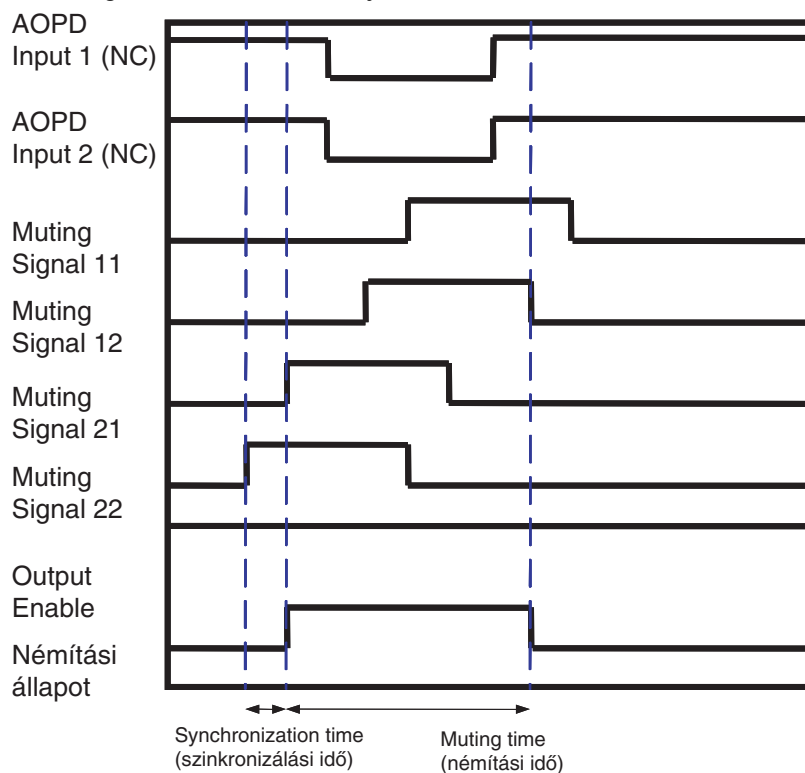 AOPD
Input 1 (NC)
AOPD
Input 2 (NC)
Muting
Signal 11
Muting
Signal 12
Muting
Signal 21
Muting
Signal 22
Output
Enable
Némítási
állapot
Synchronization time
(szinkronizálási idő)
Muting time
(némítási idő)